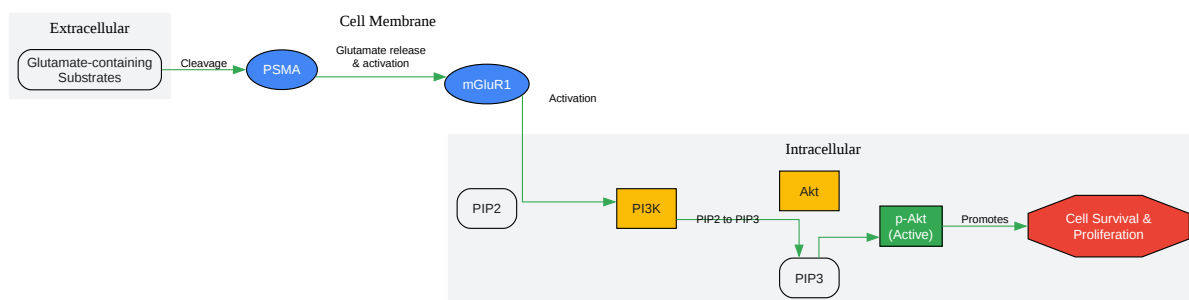 Extracellular
Cell Membrane
Glutamate-containing
Substrates
Cleavage
PSMA
Glutamate release
& activation
mGluR1
Activation
Intracellular
PIP2
PI3K
PIP2 to PIP3
Akt
PIP3
p-Akt
(Active)
Promotes
Cell Survival &
Proliferation